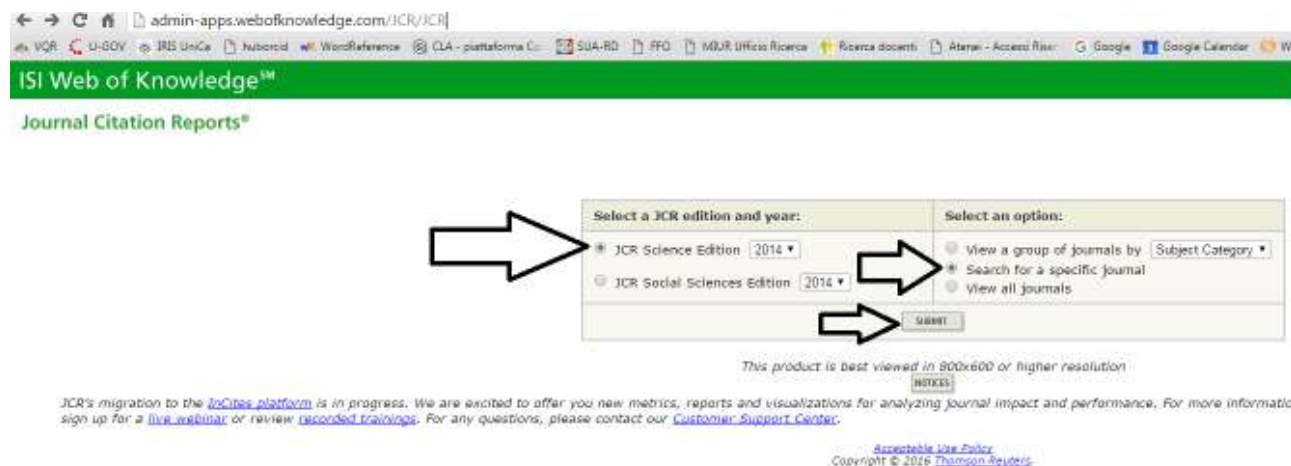 admin-apps.webofknowledge.com/JCR/JCR
VQR U-GOV IRIS UniCa huborcid WordReference CLA - piattaforma SUA-RD FFO MIUR Ufficio Ricerca Ricerca docenti Google Google Calendar W
ISI Web of Knowledge℠
Journal Citation Reports®
Select a JCR edition and year:
Select an option:
JCR Science Edition 2014
JCR Social Sciences Edition 2014
View a group of journals by Subject Category
Search for a specific journal
View all journals
SUBMIT
This product is best viewed in 800x600 or higher resolution
NOTICES
JCR's migration to the InCites platform is in progress. We are excited to offer you new metrics, reports and visualizations for analyzing journal impact and performance. For more informatio
sign up for a live webinar or review recorded trainings. For any questions, please contact our Customer Support Center.
Acceptable Use Policy
Copyright © 2016 Thomson Reuters.